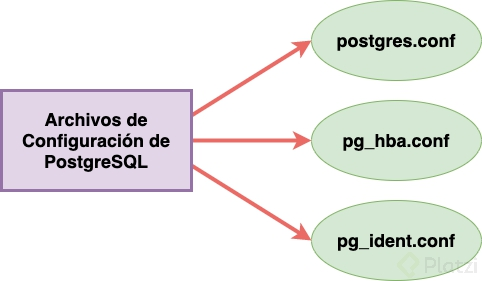 postgres.conf
Archivos de
Configuración de
PostgreSQL
pg_hba.conf
pg_ident.conf
Platzi